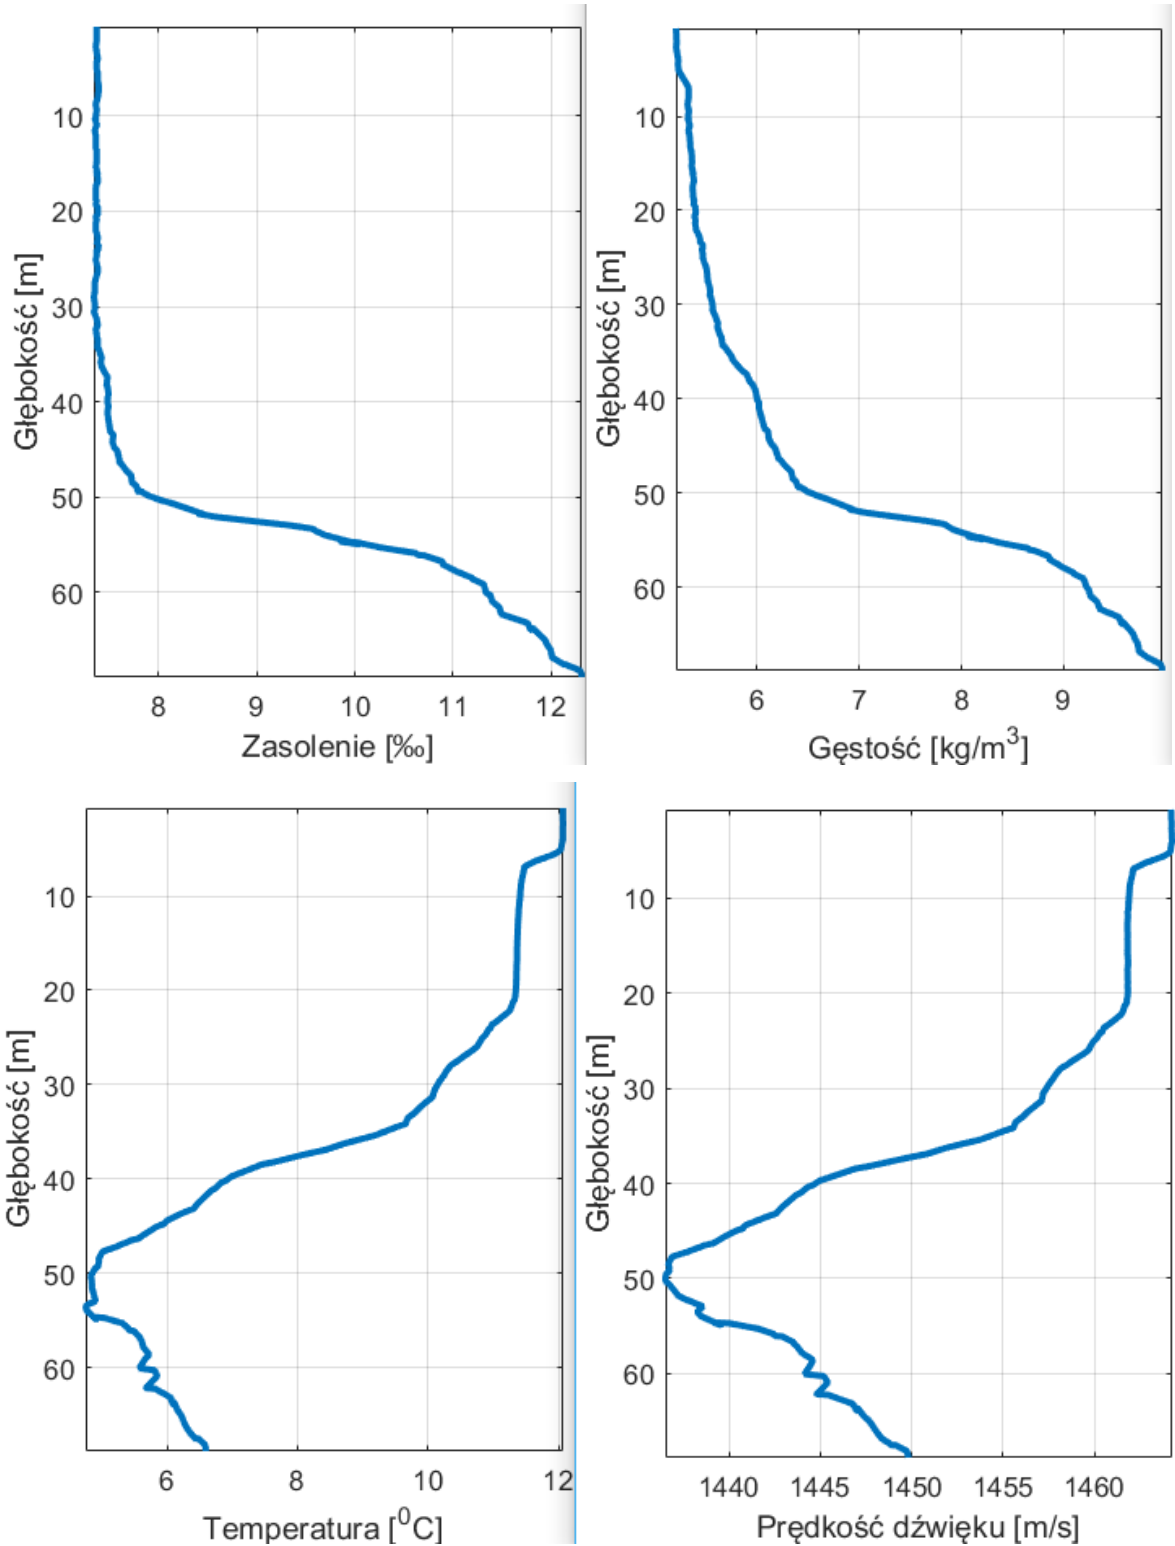 10
20
30
40
50
60
Głębokość [m]
8 9 10 11 12
Zasolenie [‰]
10
20
30
40
50
60
Głębokość [m]
6 7 8 9
Gęstość [kg/m³]
10
20
30
40
50
60
Głębokość [m]
6 8 10 12
Temperatura [⁰C]
10
20
30
40
50
60
Głębokość [m]
1440 1445 1450 1455 1460
Prędkość dźwięku [m/s]